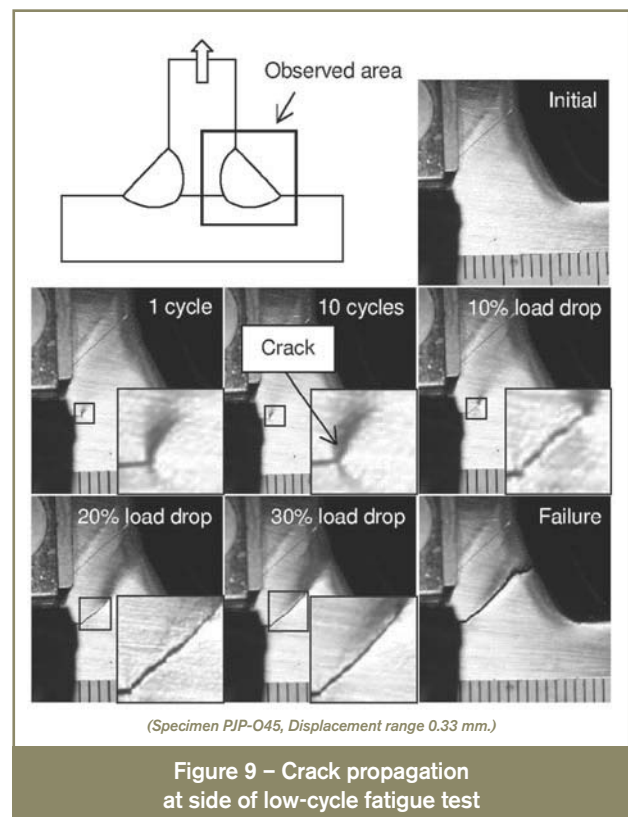 Observed area
Initial
1 cycle
10 cycles
10% load drop
Crack
20% load drop
30% load drop
Failure
(Specimen PJP-O45, Displacement range 0.33 mm.)
Figure 9 – Crack propagation
at side of low-cycle fatigue test